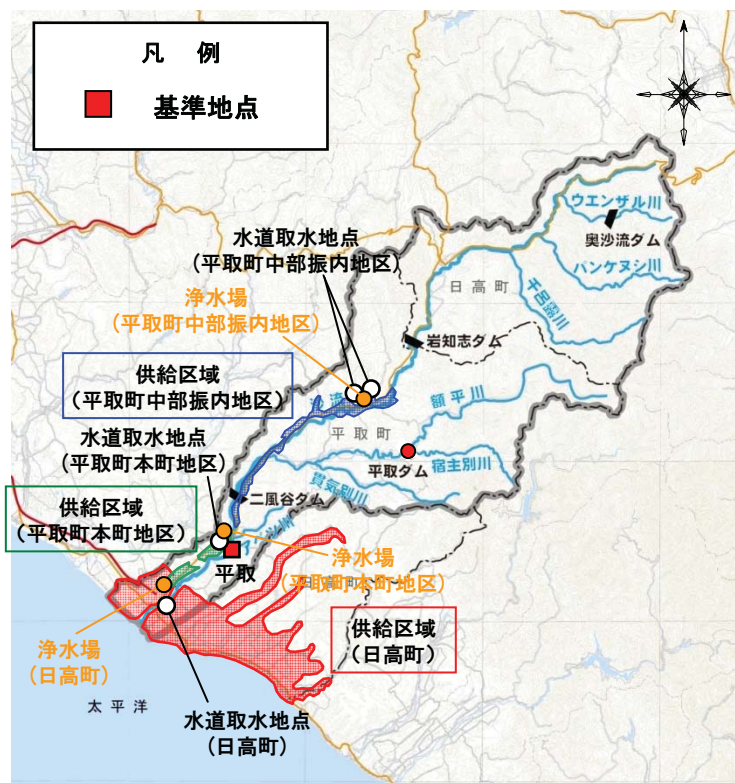 凡 例
基準地点
ウエンザル川
奥沙流ダム
パンケヌシ川
水道取水地点
(平取町中部振内地区)
日高町
千呂露川
浄水場
(平取町中部振内地区)
岩知志ダム
供給区域
(平取町中部振内地区)
額平川
流
水道取水地点
(平取町本町地区)
平取町
宿主別川
平取ダム
貫気別川
二風谷ダム
供給区域
(平取町本町地区)
浄水場
(平取町本町地区)
平取
供給区域
(日高町)
浄水場
(日高町)
太平洋
水道取水地点
(日高町)